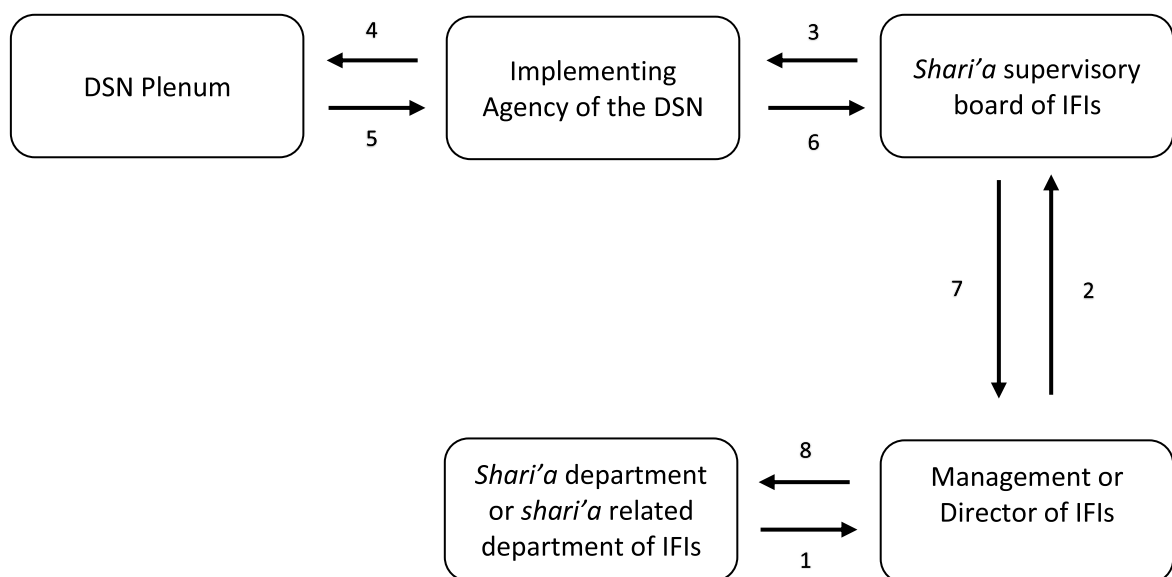 4
3
DSN Plenum
Implementing
Agency of the DSN
Shari’a supervisory
board of IFIs
5
6
7
2
8
Shari’a department
or shari’a related
department of IFIs
Management or
Director of IFIs
1